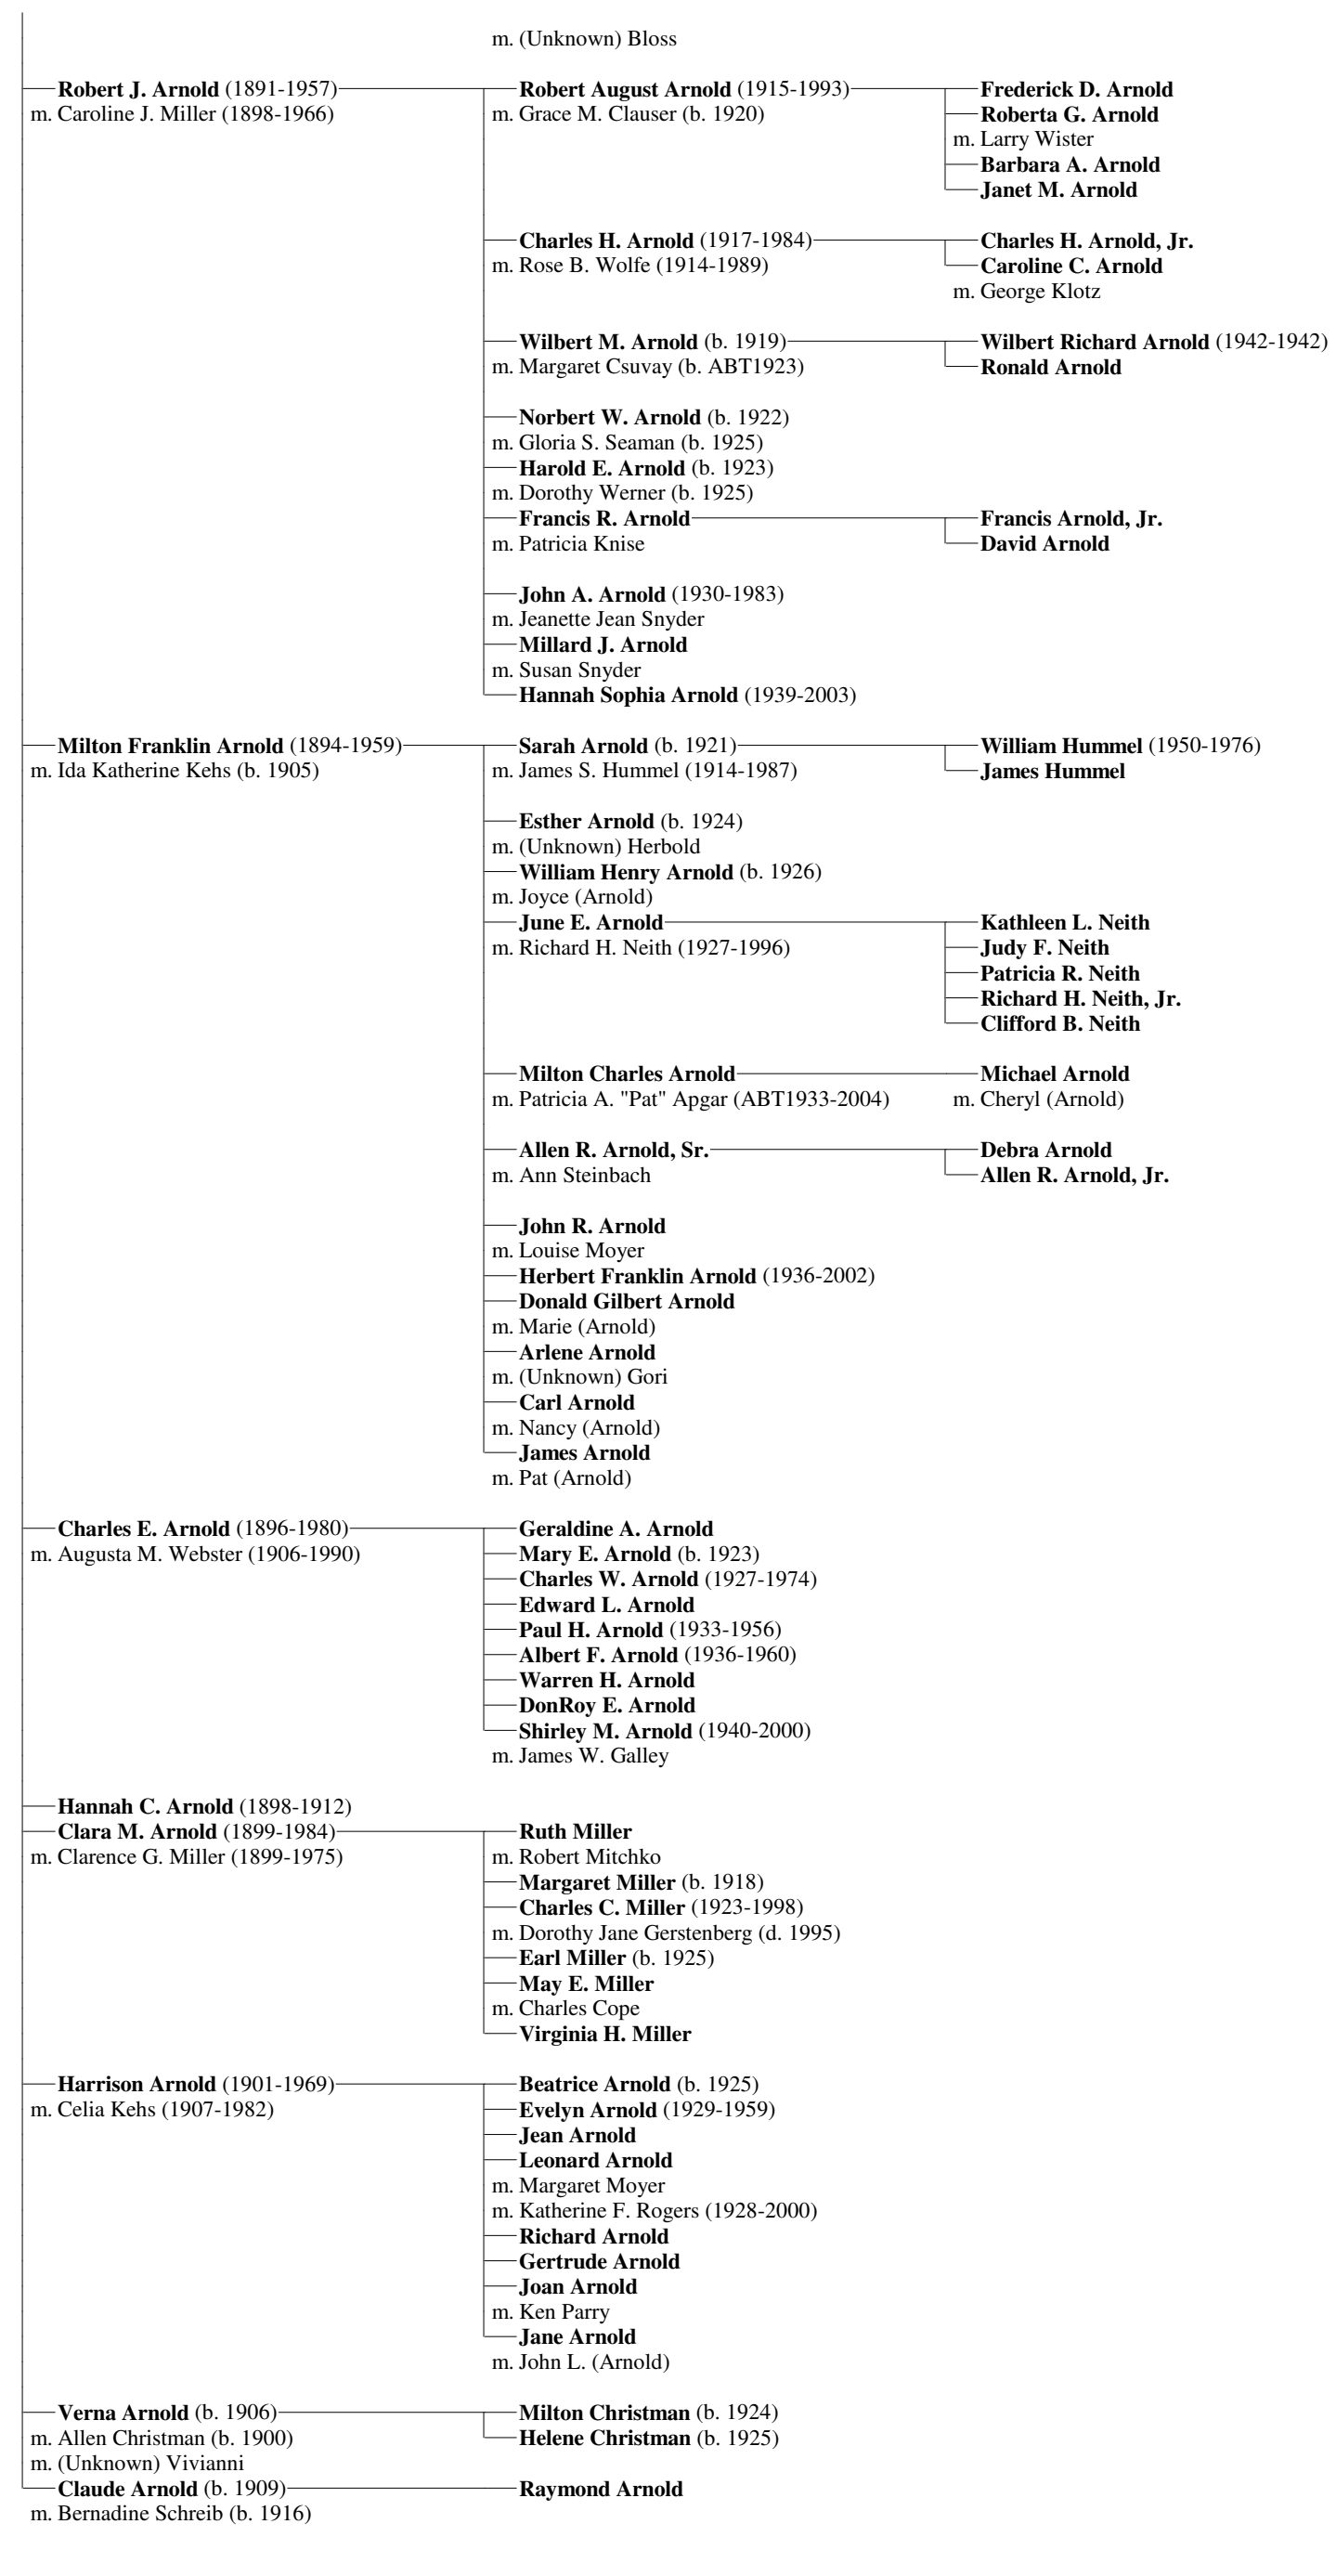 m. (Unknown) Bloss
Robert J. Arnold (1891-1957) Robert August Arnold (1915-1993) Frederick D. Arnold
m. Caroline J. Miller (1898-1966) m. Grace M. Clauser (b. 1920) Roberta G. Arnold
m. Larry Wister
Barbara A. Arnold
Janet M. Arnold
Charles H. Arnold (1917-1984) Charles H. Arnold, Jr.
m. Rose B. Wolfe (1914-1989) Caroline C. Arnold
m. George Klotz
Wilbert M. Arnold (b. 1919) Wilbert Richard Arnold (1942-1942)
m. Margaret Csuvay (b. ABT1923) Ronald Arnold
Norbert W. Arnold (b. 1922)
m. Gloria S. Seaman (b. 1925)
Harold E. Arnold (b. 1923)
m. Dorothy Werner (b. 1925)
Francis R. Arnold Francis Arnold, Jr.
m. Patricia Knise David Arnold
John A. Arnold (1930-1983)
m. Jeanette Jean Snyder
Millard J. Arnold
m. Susan Snyder
Hannah Sophia Arnold (1939-2003)
Milton Franklin Arnold (1894-1959) Sarah Arnold (b. 1921) William Hummel (1950-1976)
m. Ida Katherine Kehs (b. 1905) m. James S. Hummel (1914-1987) James Hummel
Esther Arnold (b. 1924)
m. (Unknown) Herbold
William Henry Arnold (b. 1926)
m. Joyce (Arnold)
June E. Arnold Kathleen L. Neith
m. Richard H. Neith (1927-1996) Judy F. Neith
Patricia R. Neith
Richard H. Neith, Jr.
Clifford B. Neith
Milton Charles Arnold Michael Arnold
m. Patricia A. "Pat" Apgar (ABT1933-2004) m. Cheryl (Arnold)
Allen R. Arnold, Sr. Debra Arnold
m. Ann Steinbach Allen R. Arnold, Jr.
John R. Arnold
m. Louise Moyer
Herbert Franklin Arnold (1936-2002)
Donald Gilbert Arnold
m. Marie (Arnold)
Arlene Arnold
m. (Unknown) Gori
Carl Arnold
m. Nancy (Arnold)
James Arnold
m. Pat (Arnold)
Charles E. Arnold (1896-1980) Geraldine A. Arnold
m. Augusta M. Webster (1906-1990) Mary E. Arnold (b. 1923)
Charles W. Arnold (1927-1974)
Edward L. Arnold
Paul H. Arnold (1933-1956)
Albert F. Arnold (1936-1960)
Warren H. Arnold
DonRoy E. Arnold
Shirley M. Arnold (1940-2000)
m. James W. Galley
Hannah C. Arnold (1898-1912)
Clara M. Arnold (1899-1984) Ruth Miller
m. Clarence G. Miller (1899-1975) m. Robert Mitchko
Margaret Miller (b. 1918)
Charles C. Miller (1923-1998)
m. Dorothy Jane Gerstenberg (d. 1995)
Earl Miller (b. 1925)
May E. Miller
m. Charles Cope
Virginia H. Miller
Harrison Arnold (1901-1969) Beatrice Arnold (b. 1925)
m. Celia Kehs (1907-1982) Evelyn Arnold (1929-1959)
Jean Arnold
Leonard Arnold
m. Margaret Moyer
m. Katherine F. Rogers (1928-2000)
Richard Arnold
Gertrude Arnold
Joan Arnold
m. Ken Parry
Jane Arnold
m. John L. (Arnold)
Verna Arnold (b. 1906) Milton Christman (b. 1924)
m. Allen Christman (b. 1900) Helene Christman (b. 1925)
m. (Unknown) Vivianni
Claude Arnold (b. 1909) Raymond Arnold
m. Bernadine Schreib (b. 1916)